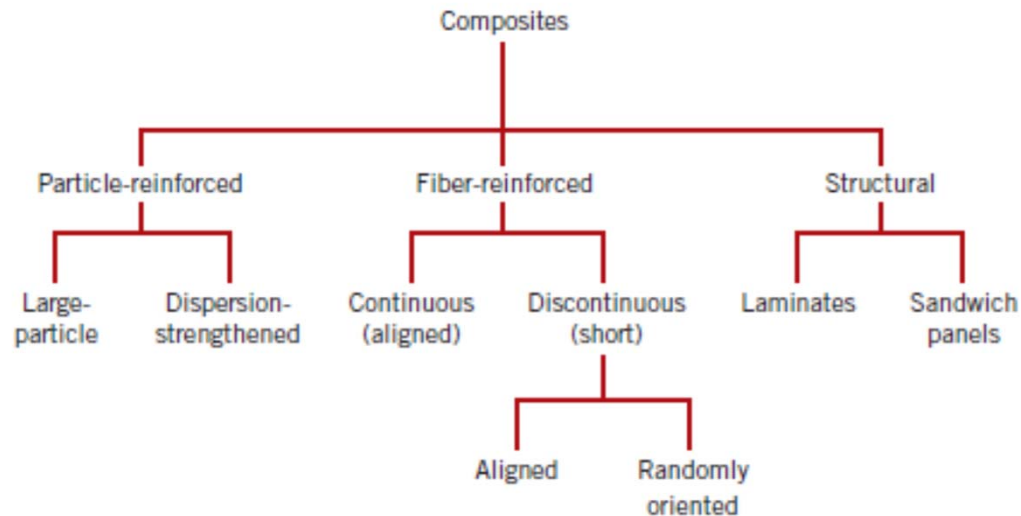 Composites
Particle-reinforced
Fiber-reinforced
Structural
Large-
particle
Dispersion-
strengthened
Continuous
(aligned)
Discontinuous
(short)
Laminates
Sandwich
panels
Aligned
Randomly
oriented